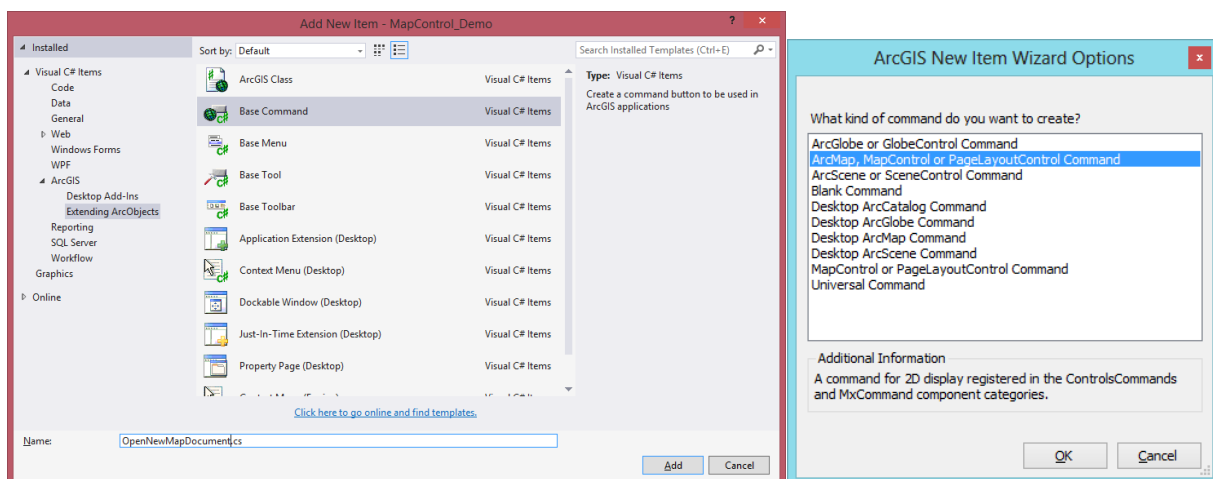 Add New Item - MapControl_Demo
? ×
Installed
Sort by: Default
Search Installed Templates (Ctrl+E)
Visual C# Items
Code
Data
General
Web
Windows Forms
WPF
ArcGIS
Desktop Add-Ins
Extending ArcObjects
Reporting
SQL Server
Workflow
Graphics
Online
ArcGIS Class Visual C# Items
Base Command Visual C# Items
Base Menu Visual C# Items
Base Tool Visual C# Items
Base Toolbar Visual C# Items
Application Extension (Desktop) Visual C# Items
Context Menu (Desktop) Visual C# Items
Dockable Window (Desktop) Visual C# Items
Just-In-Time Extension (Desktop) Visual C# Items
Property Page (Desktop) Visual C# Items
Type: Visual C# Items
Create a command button to be used in
ArcGIS applications
Click here to go online and find templates.
Name: OpenNewMapDocument.cs
Add Cancel
ArcGIS New Item Wizard Options
x
What kind of command do you want to create?
ArcGlobe or GlobeControl Command
ArcMap, MapControl or PageLayoutControl Command
ArcScene or SceneControl Command
Blank Command
Desktop ArcCatalog Command
Desktop ArcGlobe Command
Desktop ArcMap Command
Desktop ArcScene Command
MapControl or PageLayoutControl Command
Universal Command
Additional Information
A command for 2D display registered in the ControlsCommands
and MxCommand component categories.
OK Cancel